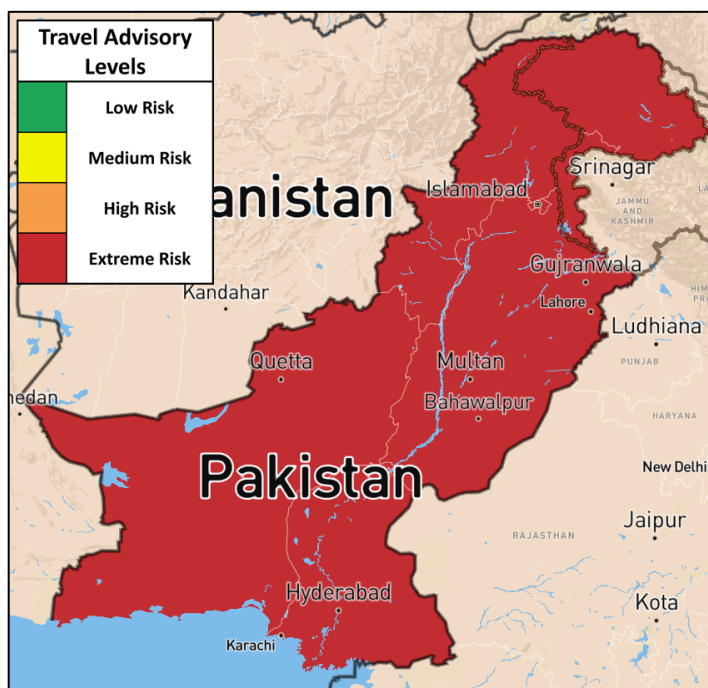 Travel Advisory
Levels
Low Risk
Medium Risk
High Risk
Extreme Risk
anistan
Islamabad
Srinagar
JAMMU
AND
KASHMIR
Gujranwala
Kandahar
Lahore
Ludhiana
Quetta
Multan
PUNJAB
nedan
Bahawalpur
HARYANA
Pakistan
New Delhi
Jaipur
RAJASTHAN
Hyderabad
Kota
Karachi